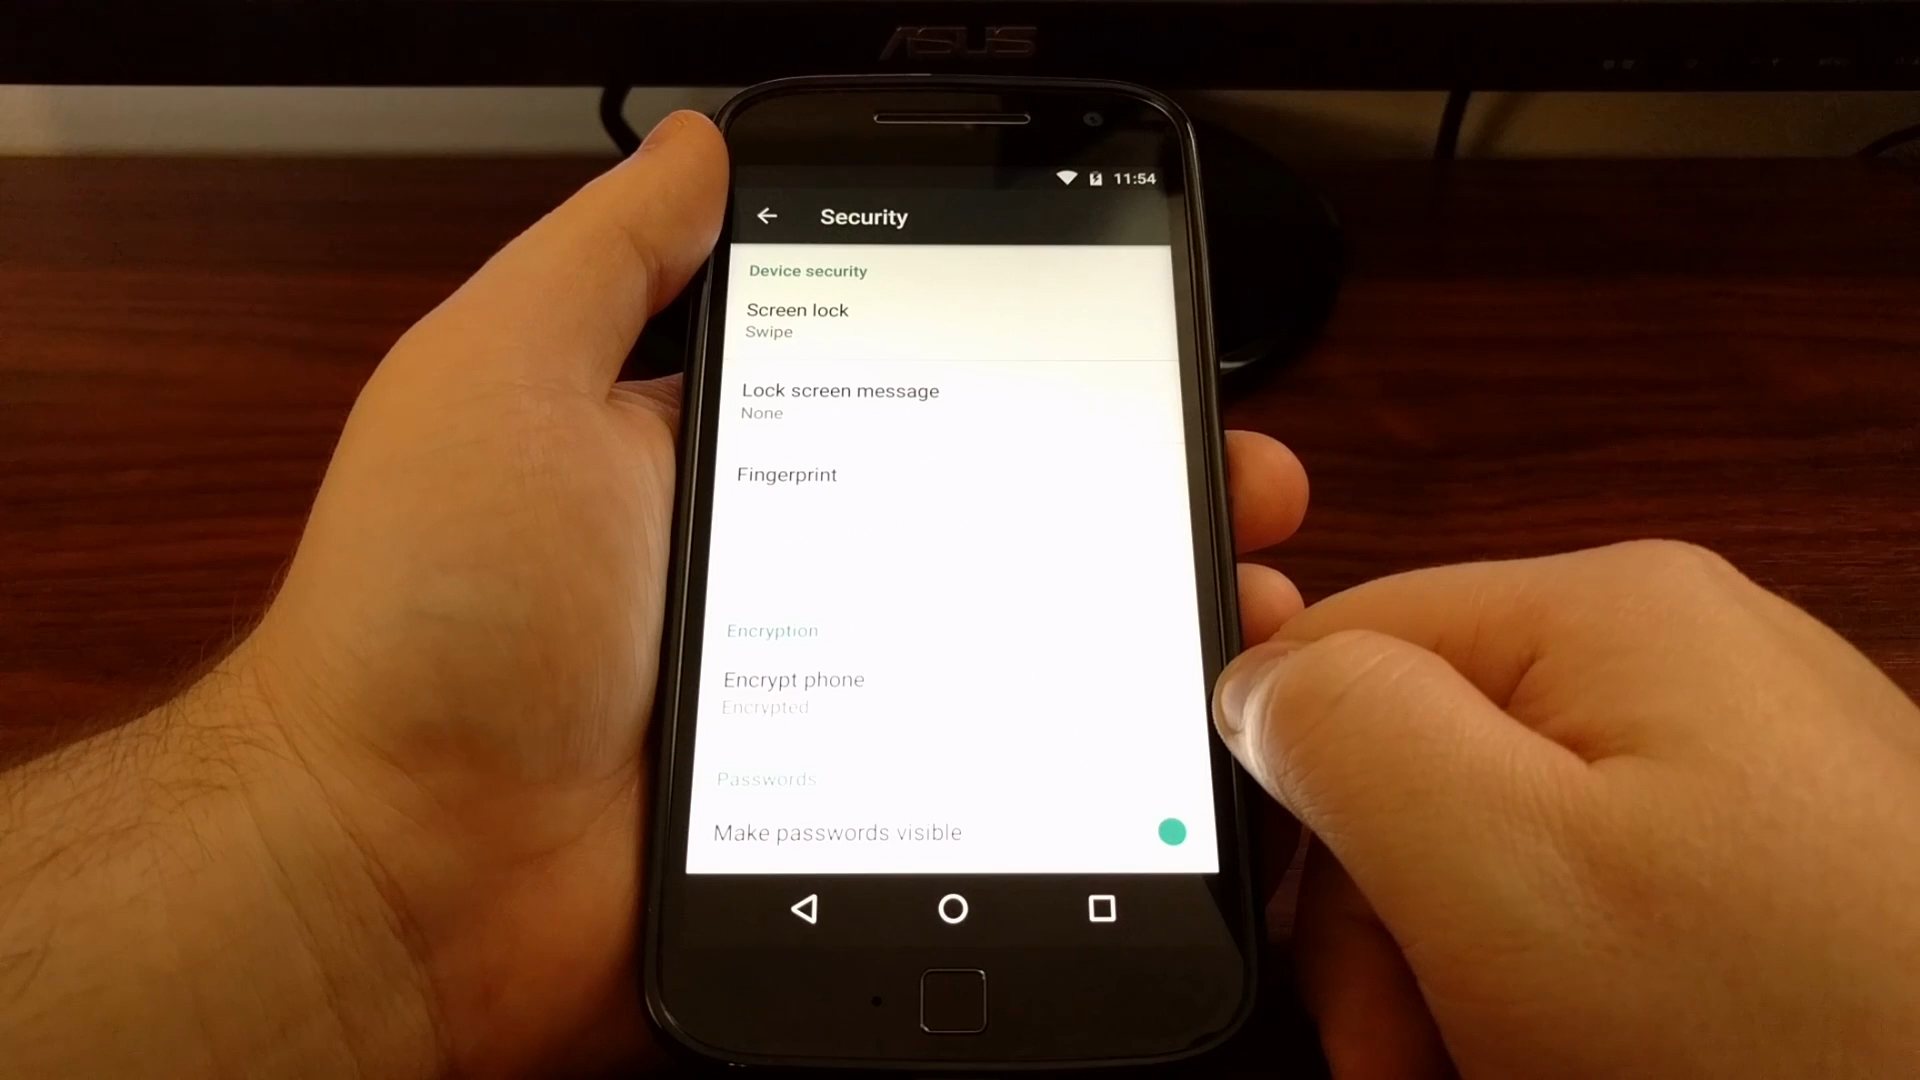 ASUS
11:54
Security
Device security
Screen lock
Swipe
Lock screen message
None
Fingerprint
Encryption
Encrypt phone
Encrypted
Passwords
Make passwords visible